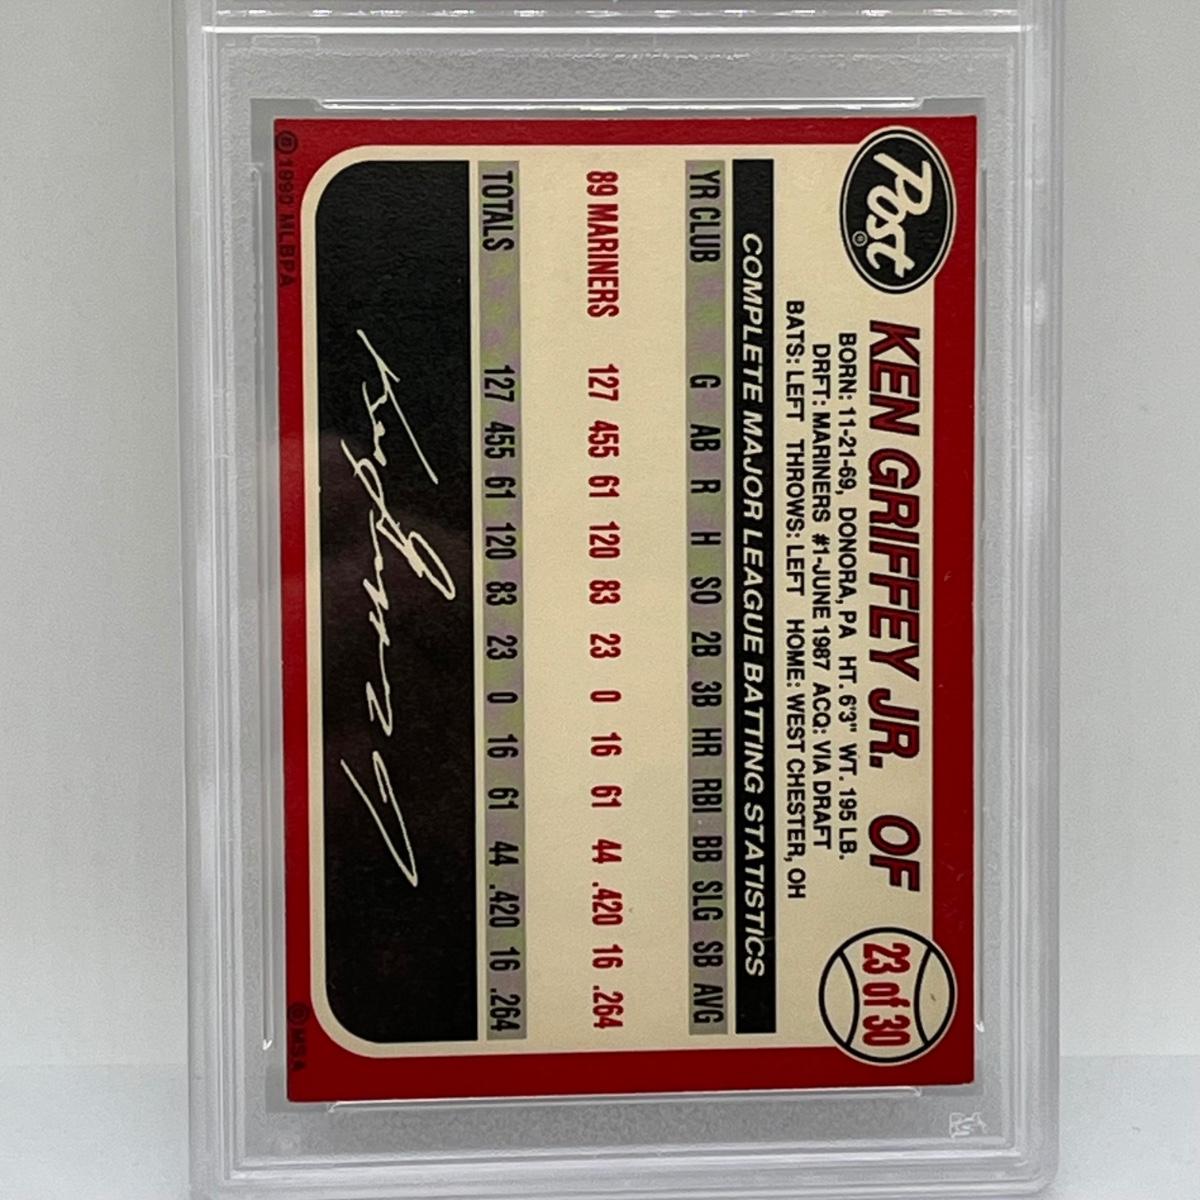 Post®
KEN GRIFFEY JR. OF
23 of 30
BORN: 11-21-69, DONORA, PA HT. 6'3" WT. 195 LB.
DRFT: MARINERS #1-JUNE 1987 ACQ: VIA DRAFT
BATS: LEFT THROWS: LEFT HOME: WEST CHESTER, OH
COMPLETE MAJOR LEAGUE BATTING STATISTICS
YR CLUB G AB R H SO 2B 3B HR RBI BB SLG SB AVG
89 MARINERS 127 455 61 120 83 23 0 16 61 44 .420 16 .264
TOTALS 127 455 61 120 83 23 0 16 61 44 .420 16 .264
© 1990 MLBPA
© MSA